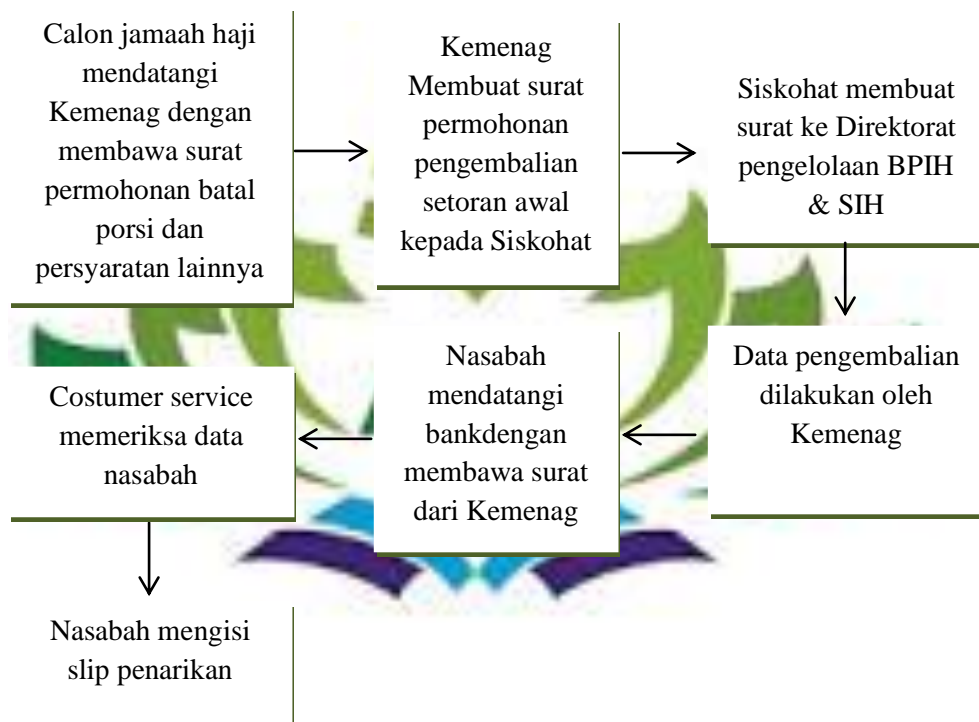 Calon jamaah haji
mendatangi
Kemenag dengan
membawa surat
permohonan batal
porsi dan
persyaratan lainnya
Kemenag
Membuat surat
permohonan
pengembalian
setoran awal
kepada Siskohat
Siskohat membuat
surat ke Direktorat
pengelolaan BPIH
& SIH
Data pengembalian
dilakukan oleh
Kemenag
Nasabah
mendatangi
bankdengan
membawa surat
dari Kemenag
Costumer service
memeriksa data
nasabah
Nasabah mengisi
slip penarikan